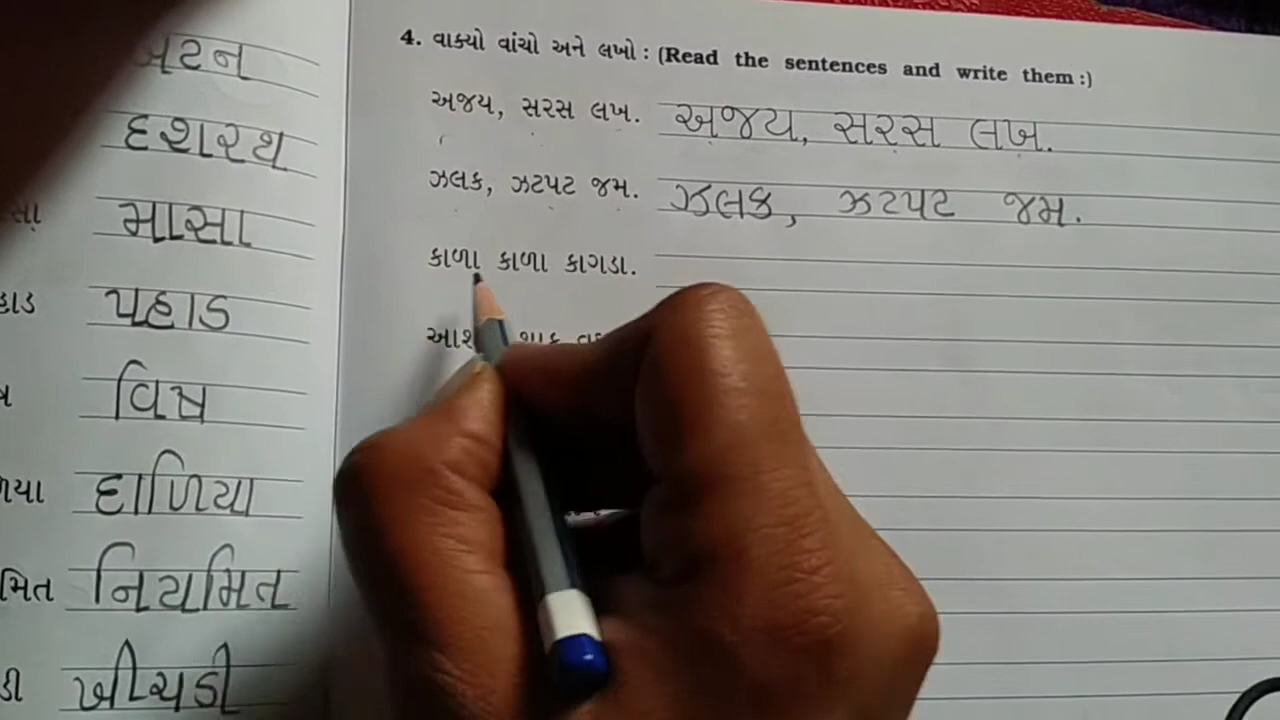 ખટન
દશરથ
માસા
પહાડ
વિષ
દાળિયા
નિયમિત
ખીચડી
4. વાક્યો વાંચો અને લખો : (Read the sentences and write them :)
અજય, સરસ લખ. અજય, સરસ લખ.
ઝલક, ઝટપટ જમ. ઝલક, ઝટપટ જમ.
કાળા કાળા કાગડા.
શાક